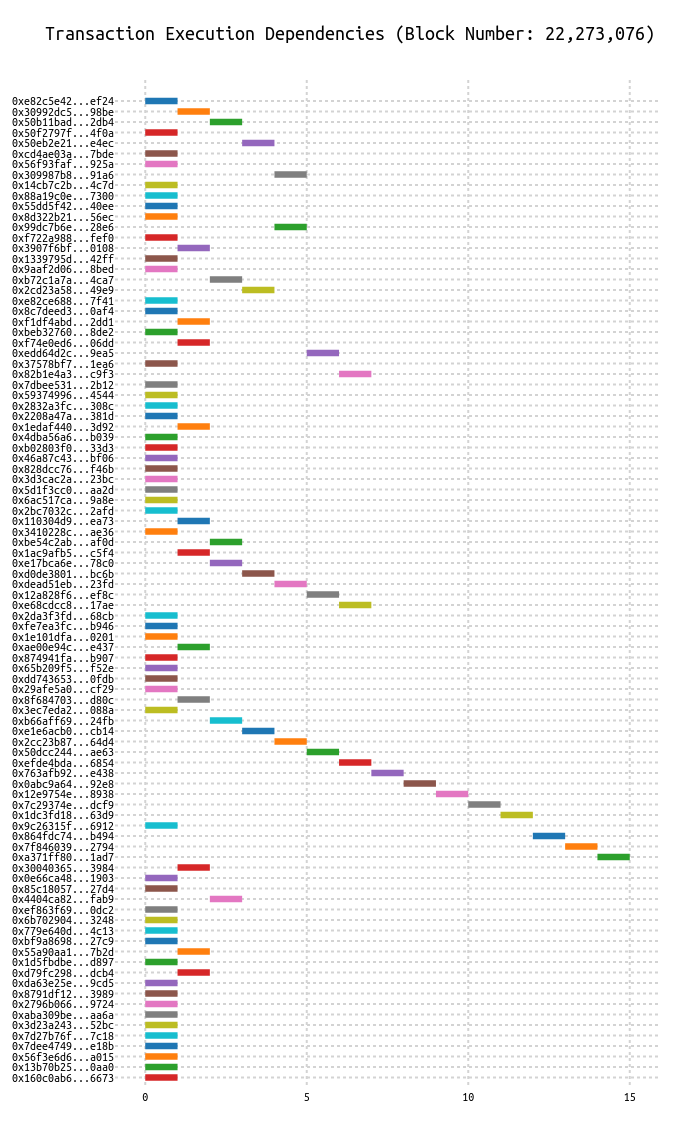 Transaction Execution Dependencies (Block Number: 22,273,076)
0xe82c5e42...ef24
0x30992dc5...98be
0x50b11bad...2db4
0x50f2797f...4f0a
0x50eb2e21...e4ec
0xcd4ae03a...7bde
0x56f93faf...925a
0x309987b8...91a6
0x14cb7c2b...4c7d
0x88a19c0e...7300
0x55dd5f42...40ee
0x8d322b21...56ec
0x99dc7b6e...28e6
0xf722a988...fef0
0x3907f6bf...0108
0x1339795d...42ff
0x9aaf2d06...8bed
0xb72c1a7a...4ca7
0x2cd23a58...49e9
0xe82ce688...7f41
0x8c7deed3...0af4
0xf1df4abd...2dd1
0xbeb32760...8de2
0xf74e0ed6...06dd
0xedd64d2c...9ea5
0x37578bf7...1ea6
0x82b1e4a3...c9f3
0x7dbee531...2b12
0x59374996...4544
0x2832a3fc...308c
0x2208a47a...381d
0x1edaf440...3d92
0x4dba56a6...b039
0xb02803f0...33d3
0x46a87c43...bf06
0x828dcc76...f46b
0x3d3cac2a...23bc
0x5d1f3cc0...aa2d
0x6ac517ca...9a8e
0x2bc7032c...2afd
0x110304d9...ea73
0x3410228c...ae36
0xbe54c2ab...af0d
0x1ac9afb5...c5f4
0xe17bca6e...78c0
0xd0de3801...bc6b
0xdead51eb...23fd
0x12a828f6...ef8c
0xe68cdcc8...17ae
0x2da3f3fd...68cb
0xfe7ea3fc...b946
0x1e101dfa...0201
0xae00e94c...e437
0x874941fa...b907
0x65b209f5...f52e
0xdd743653...0fdb
0x29afe5a0...cf29
0x8f684703...d80c
0x3ec7eda2...088a
0xb66aff69...24fb
0xe1e6acb0...cb14
0x2cc23b87...64d4
0x50dcc244...ae63
0xefde4bda...6854
0x763afb92...e438
0x0abc9a64...92e8
0x12e9754e...8938
0x7c29374e...dcf9
0x1dc3fd18...63d9
0x9c26315f...6912
0x864fdc74...b494
0x7f846039...2794
0xa371ff80...1ad7
0x30040365...3984
0x0e66ca48...1903
0x85c18057...27d4
0x4404ca82...fab9
0xef863f69...0dc2
0x6b702904...3248
0x779e640d...4c13
0xbf9a8698...27c9
0x55a90aa1...7b2d
0x1d5fbdbe...d897
0xd79fc298...dcb4
0xda63e25e...9cd5
0x8791df12...3989
0x2796b066...9724
0xaba309be...aa6a
0x3d23a243...52bc
0x7d27b76f...7c18
0x7dee4749...e18b
0x56f3e6d6...a015
0x13b70b25...0aa0
0x160c0ab6...6673
0 5 10 15